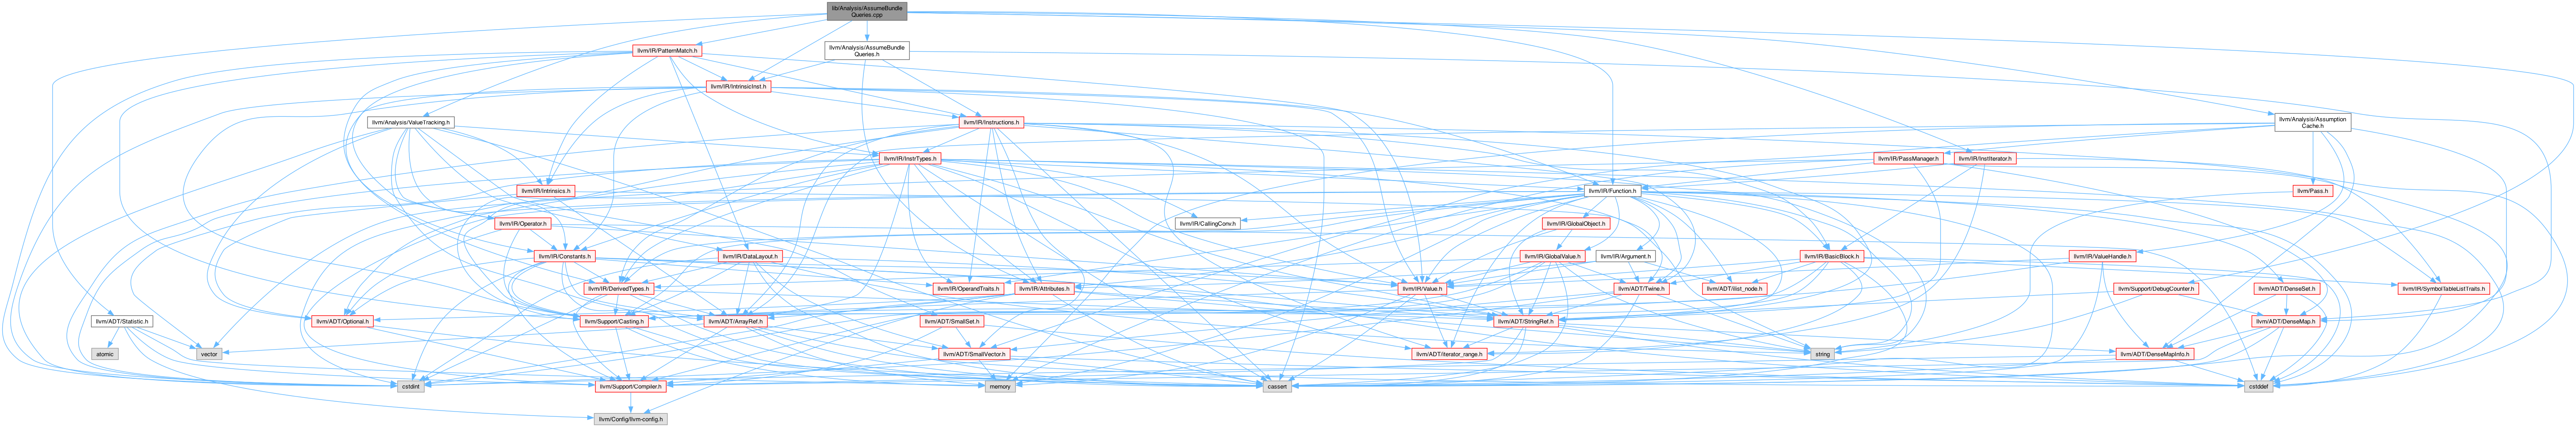 lib/Analysis/AssumeBundle
Queries.cpp
llvm/IR/PatternMatch.h
llvm/Analysis/AssumeBundle
Queries.h
llvm/IR/IntrinsicInst.h
llvm/Analysis/ValueTracking.h
llvm/IR/Instructions.h
llvm/Analysis/Assumption
Cache.h
llvm/IR/InstrTypes.h
llvm/IR/PassManager.h
llvm/IR/InstIterator.h
llvm/IR/Intrinsics.h
llvm/IR/Function.h
llvm/Pass.h
llvm/IR/Operator.h
llvm/IR/CallingConv.h
llvm/IR/GlobalObject.h
llvm/IR/Constants.h
llvm/IR/DataLayout.h
llvm/IR/GlobalValue.h
llvm/IR/Argument.h
llvm/IR/BasicBlock.h
llvm/IR/ValueHandle.h
llvm/IR/DerivedTypes.h
llvm/IR/OperandTraits.h
llvm/IR/Attributes.h
llvm/IR/Value.h
llvm/ADT/Twine.h
llvm/ADT/ilist_node.h
llvm/IR/SymbolTableListTraits.h
llvm/Support/DebugCounter.h
llvm/ADT/DenseSet.h
llvm/ADT/Statistic.h
llvm/ADT/Optional.h
llvm/Support/Casting.h
llvm/ADT/ArrayRef.h
llvm/ADT/SmallSet.h
llvm/ADT/StringRef.h
llvm/ADT/DenseMap.h
atomic
vector
llvm/ADT/SmallVector.h
llvm/ADT/iterator_range.h
string
llvm/ADT/DenseMapInfo.h
cstdint
llvm/Support/Compiler.h
memory
cassert
cstddef
llvm/Config/llvm-config.h